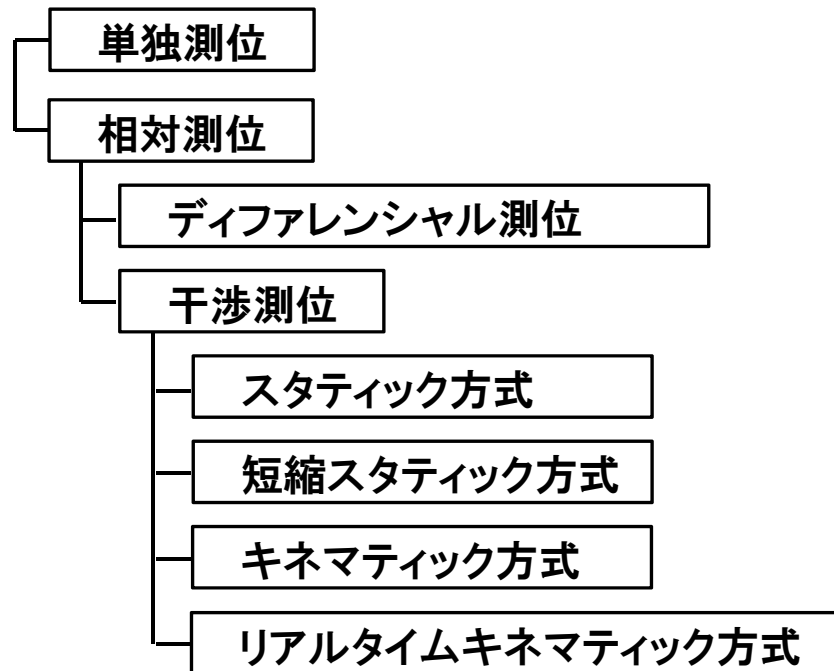 単独測位
相対測位
ディファレンシャル測位
干渉測位
スタティック方式
短縮スタティック方式
キネマティック方式
リアルタイムキネマティック方式